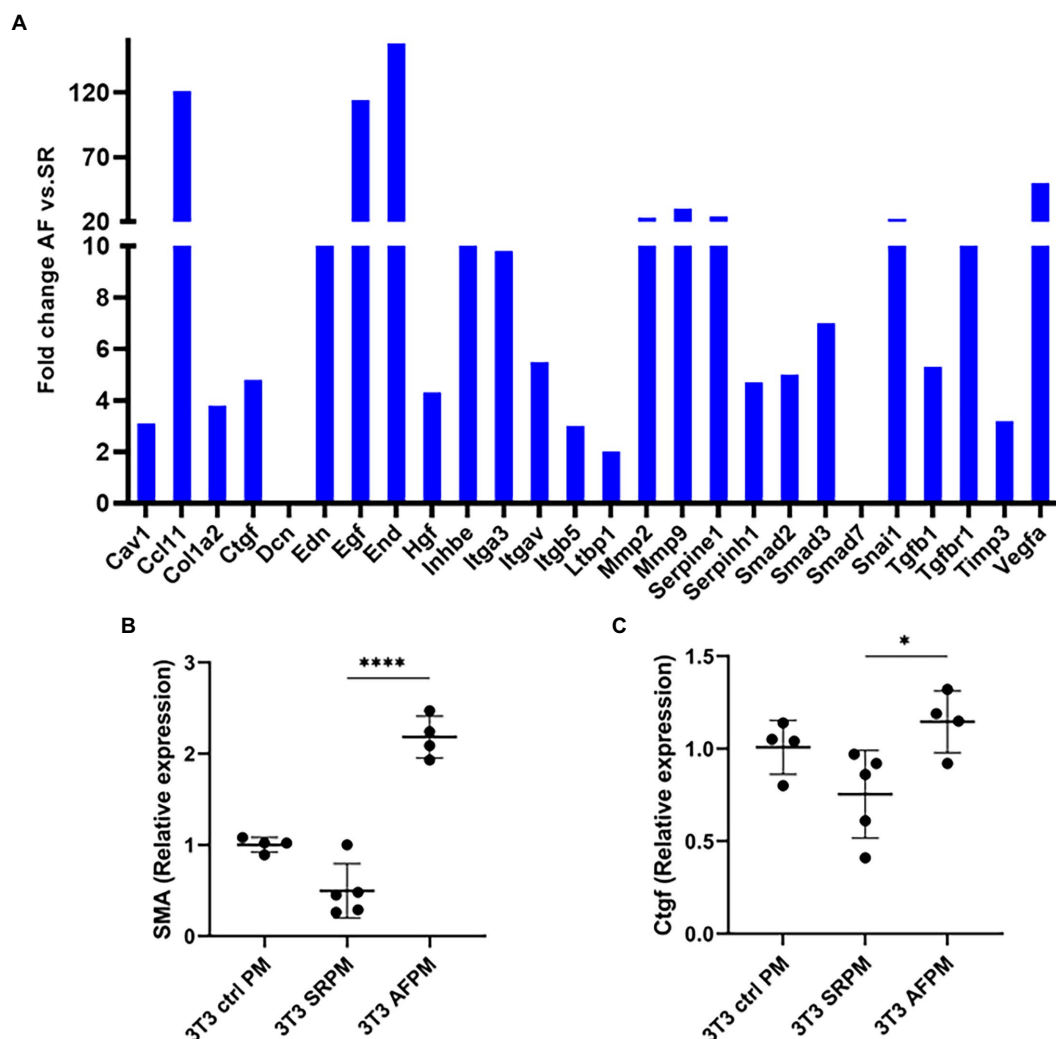 A
Fold change AF vs.SR
120
70
20
10
8
6
4
2
0
Cav1
Ccl11
Col1a2
Ctgf
Dcn
Edn
Egf
End
Hgf
Inhbe
Itga3
Itgav
Itgb5
Ltbp1
Mmp2
Mmp9
Serpine1
Serpinh1
Smad2
Smad3
Smad7
Snai1
Tgfb1
Tgfbr1
Timp3
Vegfa
B
SMA (Relative expression)
3
2
1
0
****
3T3 ctrl PM
3T3 SRPM
3T3 AFPM
C
Ctgf (Relative expression)
1.5
1.0
0.5
0.0
*
3T3 ctrl PM
3T3 SRPM
3T3 AFPM